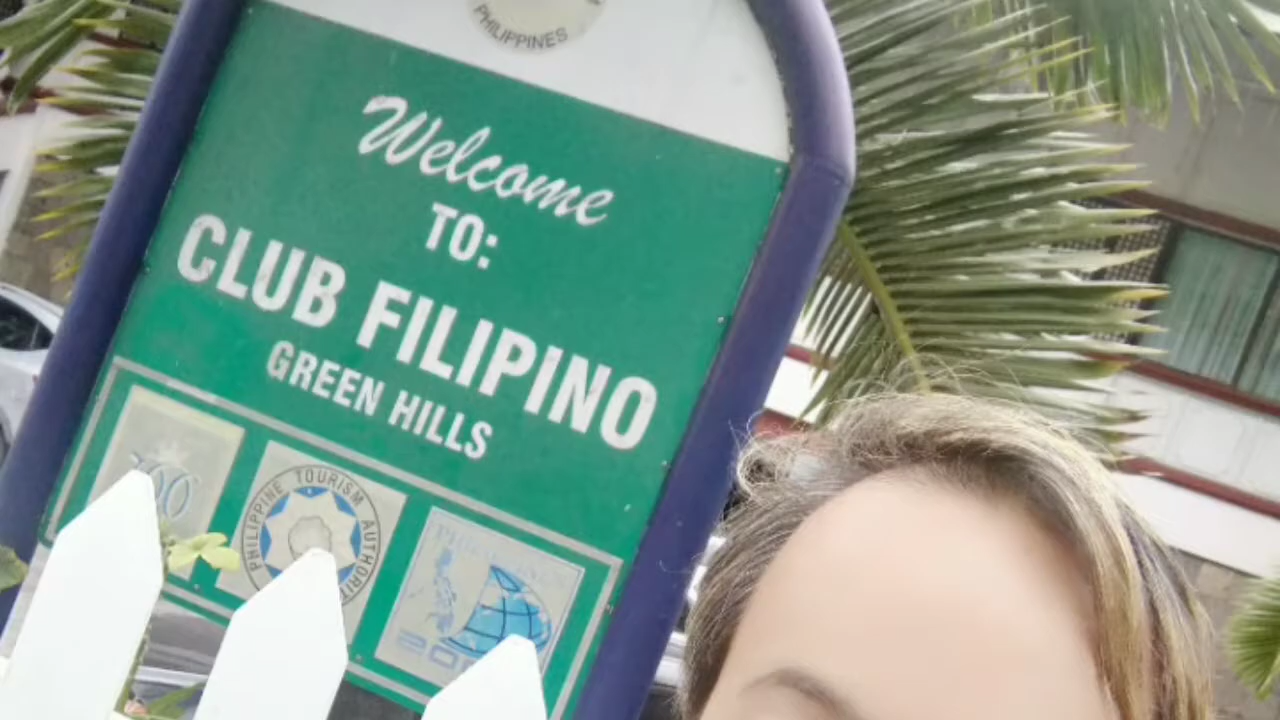 PHILIPPINES
Welcome
TO:
CLUB FILIPINO
GREEN HILLS
PHILIPPINE TOURISM AUTHORITY